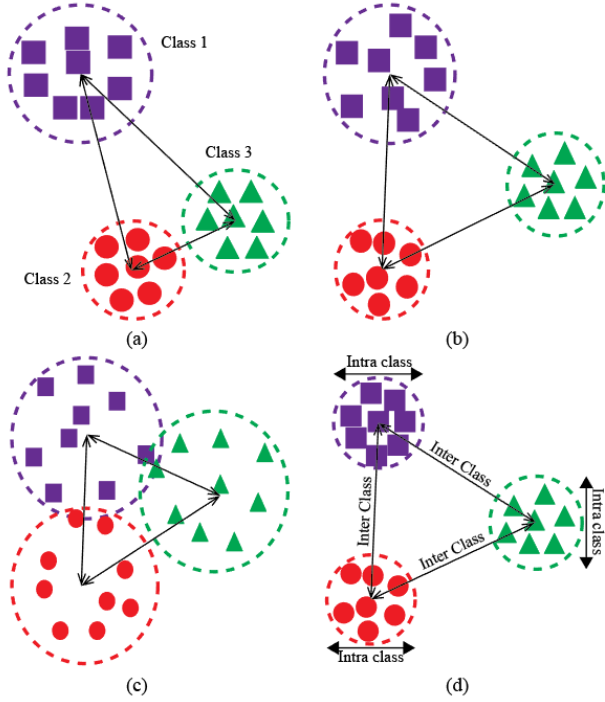 Class 1
Class 3
Class 2
(a)
(b)
Intra class
Inter Class
Inter Class
Intra class
Inter Class
Intra class
(c)
(d)